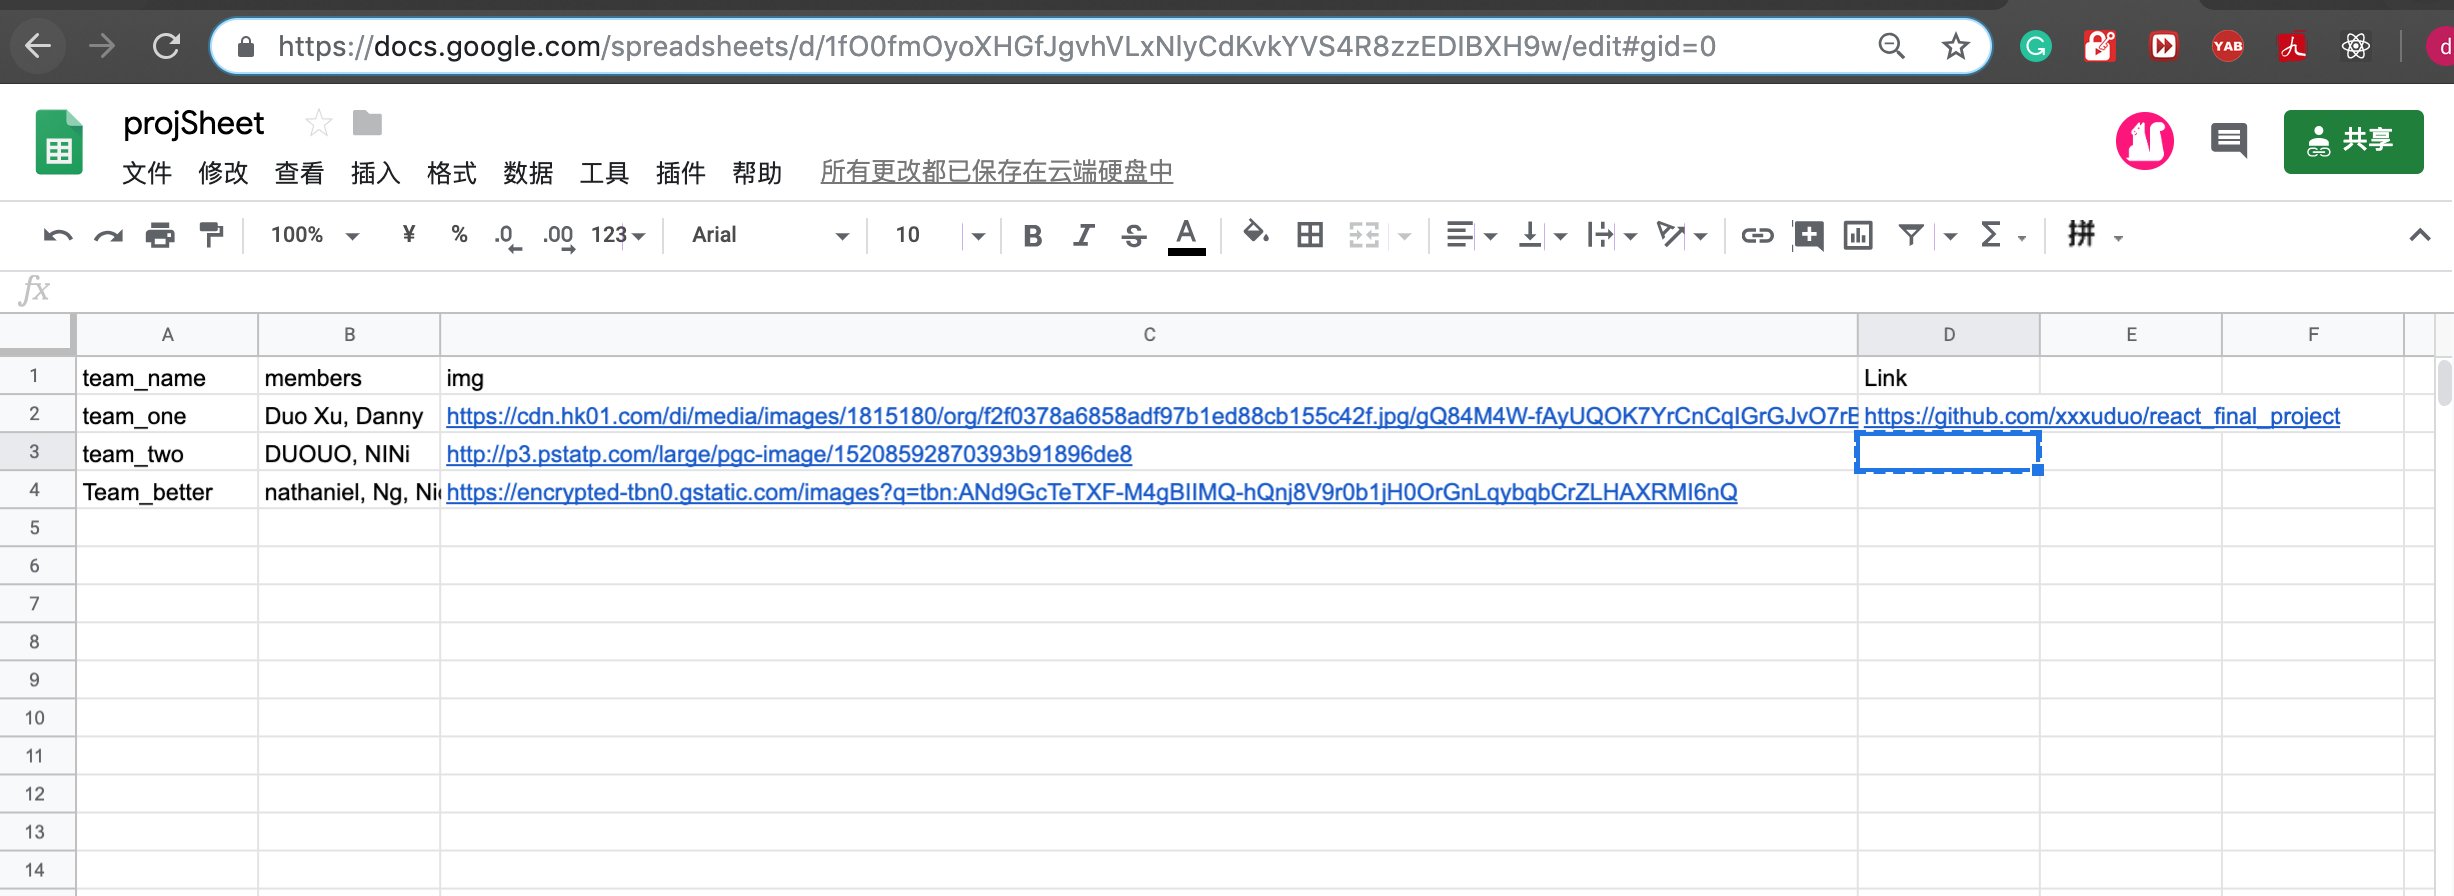 https://docs.google.com/spreadsheets/d/1fO0fmOyoXHGfJgvhVLxNlyCdKvkYVS4R8zzEDIBXH9w/edit#gid=0
YAB
d
projSheet
文件 修改 查看 插入 格式 数据 工具 插件 帮助 所有更改都已保存在云端硬盘中
共享
100% ¥ % .0 .00 123 Arial 10 B I S A Σ 拼
fx
A B C D E F
1 team_name members img Link
2 team_one Duo Xu, Danny https://cdn.hk01.com/di/media/images/1815180/org/f2f0378a6858adf97b1ed88cb155c42f.jpg/gQ84M4W-fAyUQOK7YrCnCqIGrGJvO7rE https://github.com/xxxuduo/react_final_project
3 team_two DUOUO, NINi http://p3.pstatp.com/large/pgc-image/15208592870393b91896de8
4 Team_better nathaniel, Ng, Nic https://encrypted-tbn0.gstatic.com/images?q=tbn:ANd9GcTeTXF-M4gBIIMQ-hQnj8V9r0b1jH0OrGnLqybqbCrZLHAXRMI6nQ
5
6
7
8
9
10
11
12
13
14